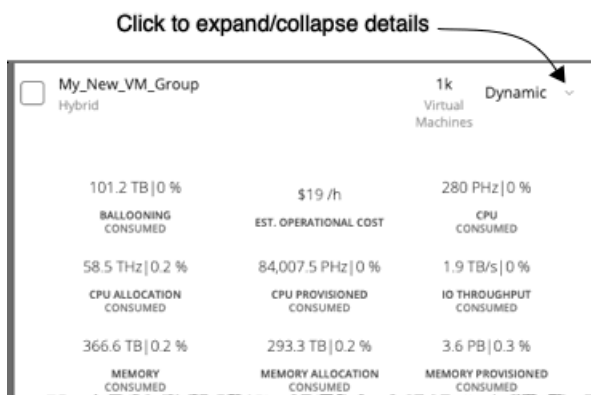 Click to expand/collapse details
My_New_VM_Group
Hybrid
1k
Virtual
Machines
Dynamic
101.2 TB|0 %
BALLOONING
CONSUMED
$19 /h
EST. OPERATIONAL COST
280 PHz|0 %
CPU
CONSUMED
58.5 THz|0.2 %
CPU ALLOCATION
CONSUMED
84,007.5 PHz|0 %
CPU PROVISIONED
CONSUMED
1.9 TB/s|0 %
IO THROUGHPUT
CONSUMED
366.6 TB|0.2 %
MEMORY
CONSUMED
293.3 TB|0.2 %
MEMORY ALLOCATION
CONSUMED
3.6 PB|0.3 %
MEMORY PROVISIONED
CONSUMED